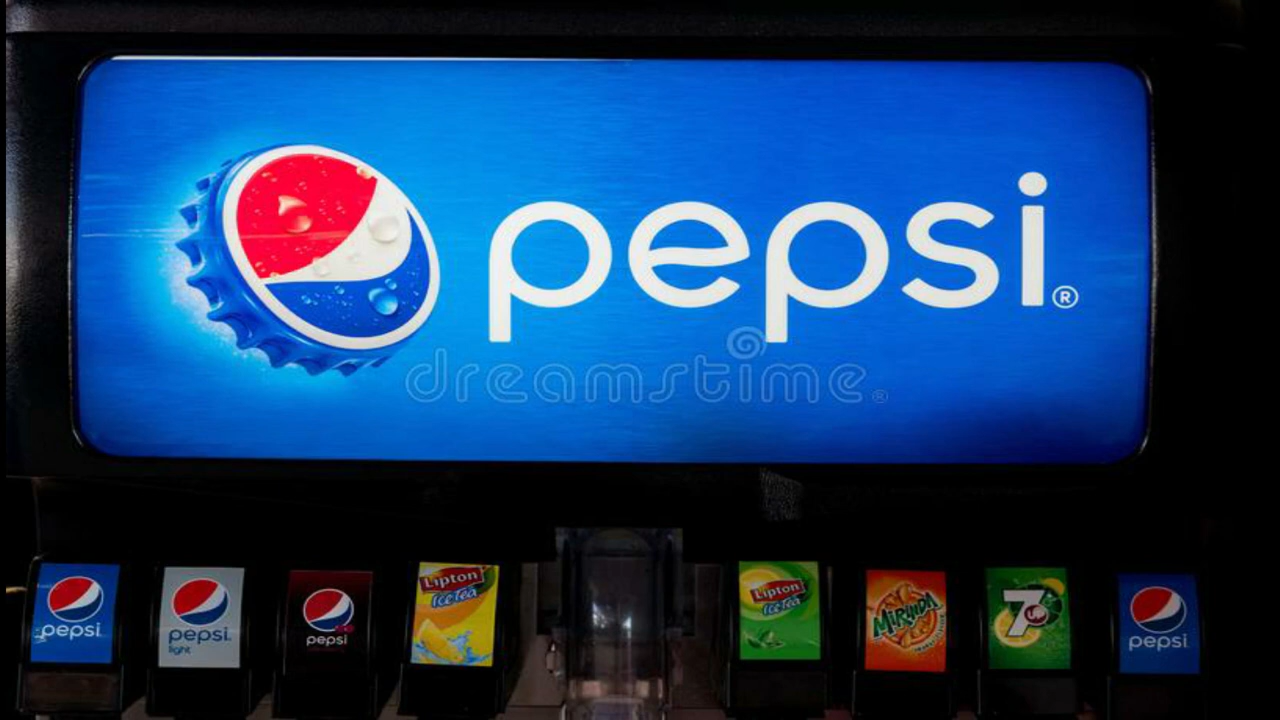 pepsi®
dreamstime®
pepsi
pepsi
light
pepsi
Lipton
Ice Tea
Lipton
Ice Tea
MIRINDA
7UP
pepsi